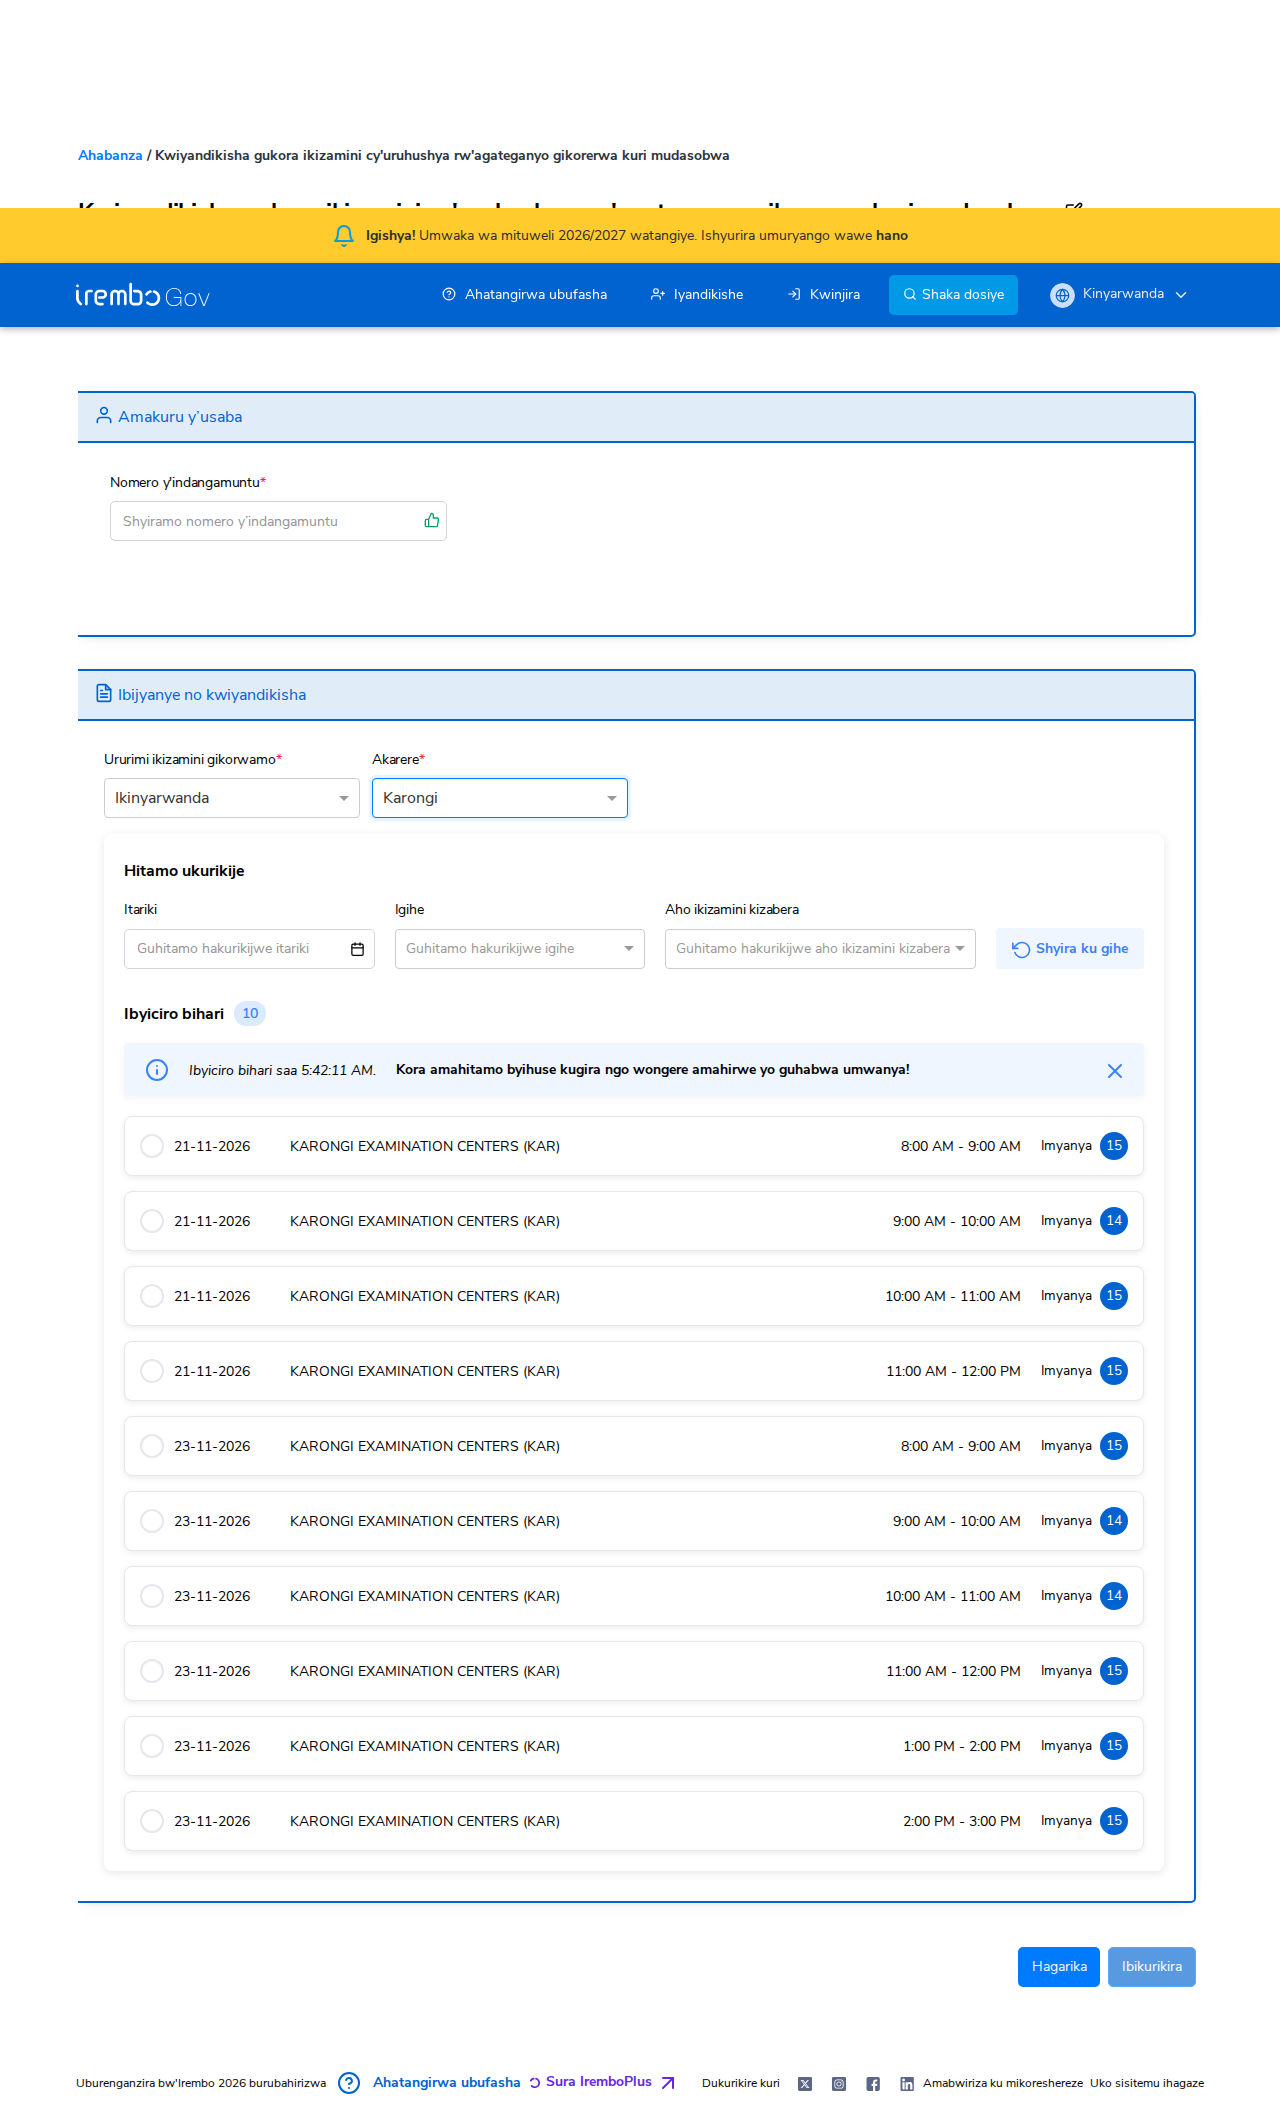 Ahabanza / Kwiyandikisha gukora ikizamini cy'uruhushya rw'agateganyo gikorerwa kuri mudasobwa
Igishya! Umwaka wa mituweli 2026/2027 watangiye. Ishyurira umuryango wawe hano
irembo Gov
Ahatangirwa ubufasha
Iyandikishe
Kwinjira
Shaka dosiye
Kinyarwanda
Amakuru y’usaba
Nomero y'indangamuntu*
Shyiramo nomero y’indangamuntu
Ibijyanye no kwiyandikisha
Ururimi ikizamini gikorwamo* Akarere*
Ikinyarwanda Karongi
Hitamo ukurikije
Itariki Igihe Aho ikizamini kizabera
Guhitamo hakurikijwe itariki Guhitamo hakurikijwe igihe Guhitamo hakurikijwe aho ikizamini kizabera Shyira ku gihe
Ibyiciro bihari 10
Ibyiciro bihari saa 5:42:11 AM. Kora amahitamo byihuse kugira ngo wongere amahirwe yo guhabwa umwanya!
21-11-2026 KARONGI EXAMINATION CENTERS (KAR) 8:00 AM - 9:00 AM Imyanya 15
21-11-2026 KARONGI EXAMINATION CENTERS (KAR) 9:00 AM - 10:00 AM Imyanya 14
21-11-2026 KARONGI EXAMINATION CENTERS (KAR) 10:00 AM - 11:00 AM Imyanya 15
21-11-2026 KARONGI EXAMINATION CENTERS (KAR) 11:00 AM - 12:00 PM Imyanya 15
23-11-2026 KARONGI EXAMINATION CENTERS (KAR) 8:00 AM - 9:00 AM Imyanya 15
23-11-2026 KARONGI EXAMINATION CENTERS (KAR) 9:00 AM - 10:00 AM Imyanya 14
23-11-2026 KARONGI EXAMINATION CENTERS (KAR) 10:00 AM - 11:00 AM Imyanya 14
23-11-2026 KARONGI EXAMINATION CENTERS (KAR) 11:00 AM - 12:00 PM Imyanya 15
23-11-2026 KARONGI EXAMINATION CENTERS (KAR) 1:00 PM - 2:00 PM Imyanya 15
23-11-2026 KARONGI EXAMINATION CENTERS (KAR) 2:00 PM - 3:00 PM Imyanya 15
Hagarika Ibikurikira
Uburenganzira bw'Irembo 2026 burubahirizwa Ahatangirwa ubufasha Sura IremboPlus Dukurikire kuri Amabwiriza ku mikoreshereze Uko sisitemu ihagaze